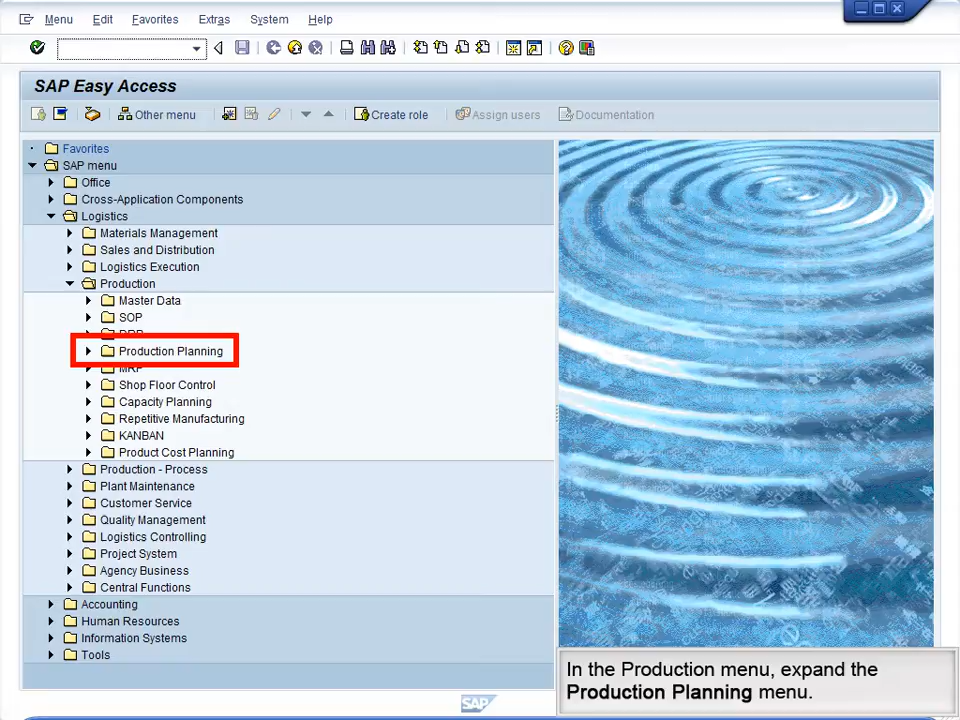 Menu Edit Favorites Extras System Help
SAP Easy Access
Other menu Create role Assign users Documentation
Favorites
SAP menu
Office
Cross-Application Components
Logistics
Materials Management
Sales and Distribution
Logistics Execution
Production
Master Data
SOP
DRP
Production Planning
MRP
Shop Floor Control
Capacity Planning
Repetitive Manufacturing
KANBAN
Product Cost Planning
Production - Process
Plant Maintenance
Customer Service
Quality Management
Logistics Controlling
Project System
Agency Business
Central Functions
Accounting
Human Resources
Information Systems
Tools
In the Production menu, expand the
Production Planning menu.
SAP